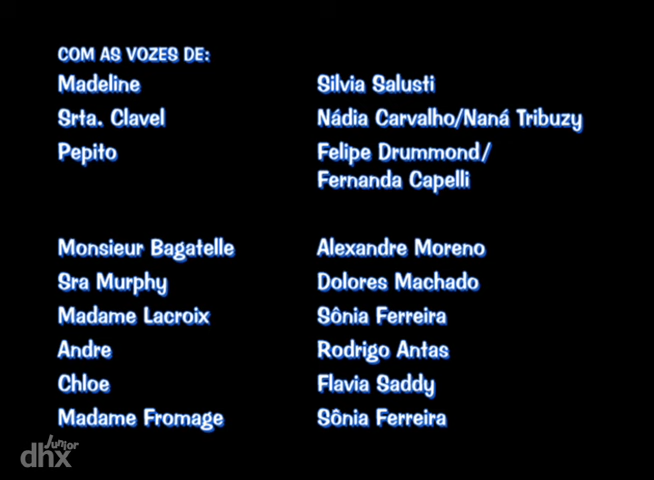 COM AS VOZES DE:
Madeline Silvia Salusti
Srta. Clavel Nádia Carvalho/Naná Tribuzy
Pepito Felipe Drummond/
Fernanda Capelli
Monsieur Bagatelle Alexandre Moreno
Sra Murphy Dolores Machado
Madame Lacroix Sônia Ferreira
Andre Rodrigo Antas
Chloe Flavia Saddy
Madame Fromage Sônia Ferreira
Junior
dhx